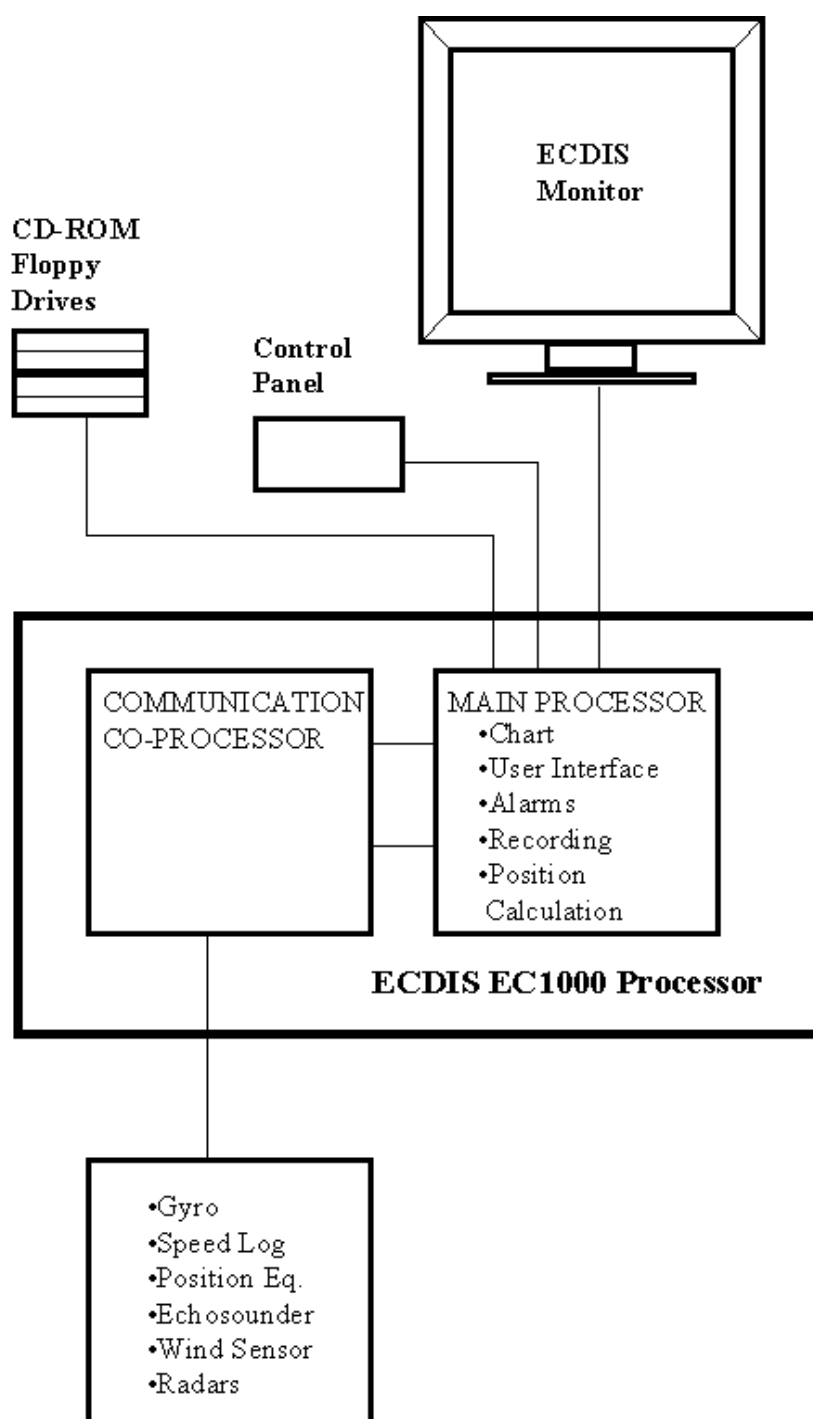 ECDIS
Monitor
CD-ROM
Floppy
Drives
Control
Panel
COMMUNICATION
CO-PROCESSOR
MAIN PROCESSOR
•Chart
•User Interface
•Alarms
•Recording
•Position
Calculation
ECDIS EC1000 Processor
•Gyro
•Speed Log
•Position Eq.
•Echosounder
•Wind Sensor
•Radars